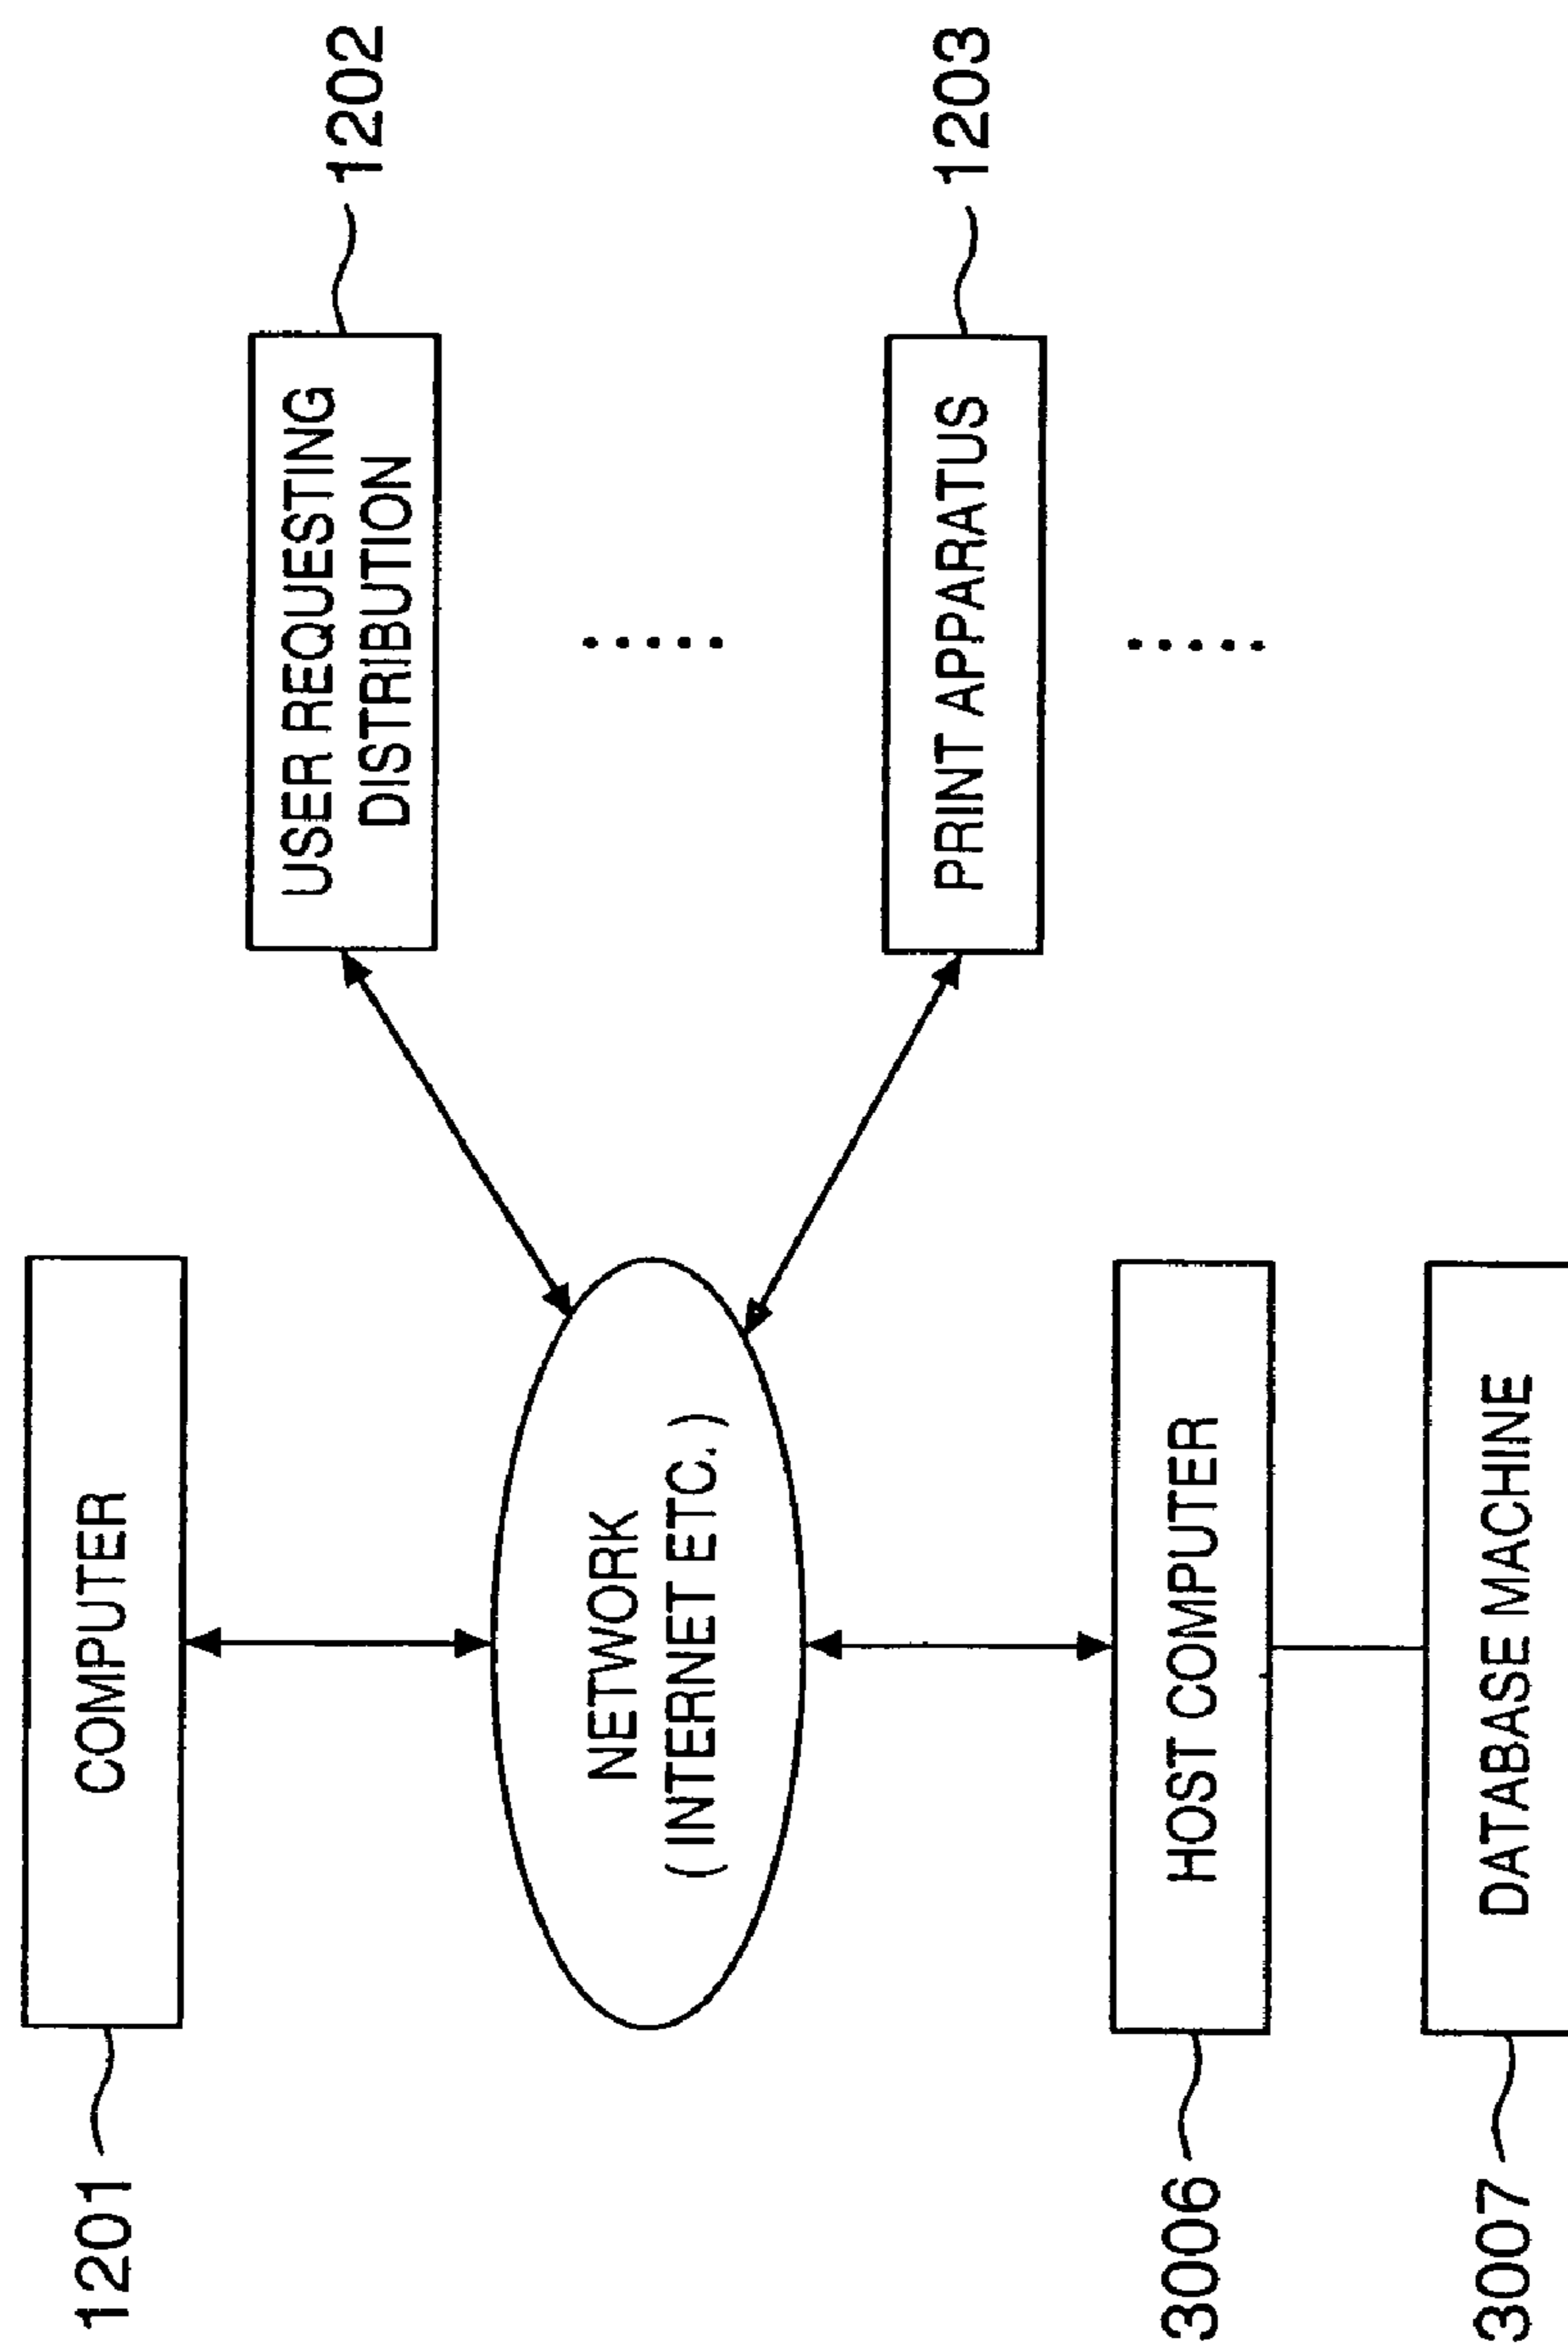 1201
COMPUTER
USER REQUESTING
DISTRIBUTION
1202
NETWORK
( INTERNET ETC. )
PRINT APPARATUS
1203
3006
HOST COMPUTER
3007
DATABASE MACHINE